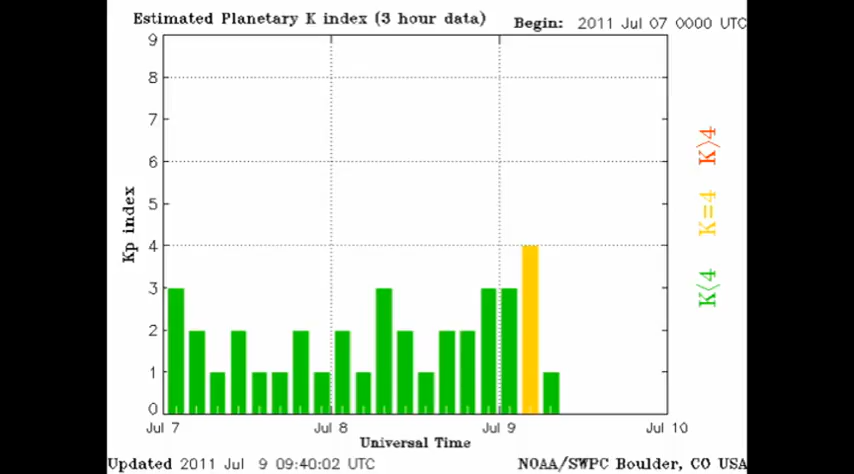 Estimated Planetary K index (3 hour data) Begin: 2011 Jul 07 0000 UTC
9
8
7
6
5
4
3
2
1
0
Kp index
K>4
K=4
K<4
Jul 7 Jul 8 Jul 9 Jul 10
Universal Time
Updated 2011 Jul 9 09:40:02 UTC NOAA/SWPC Boulder, CO USA